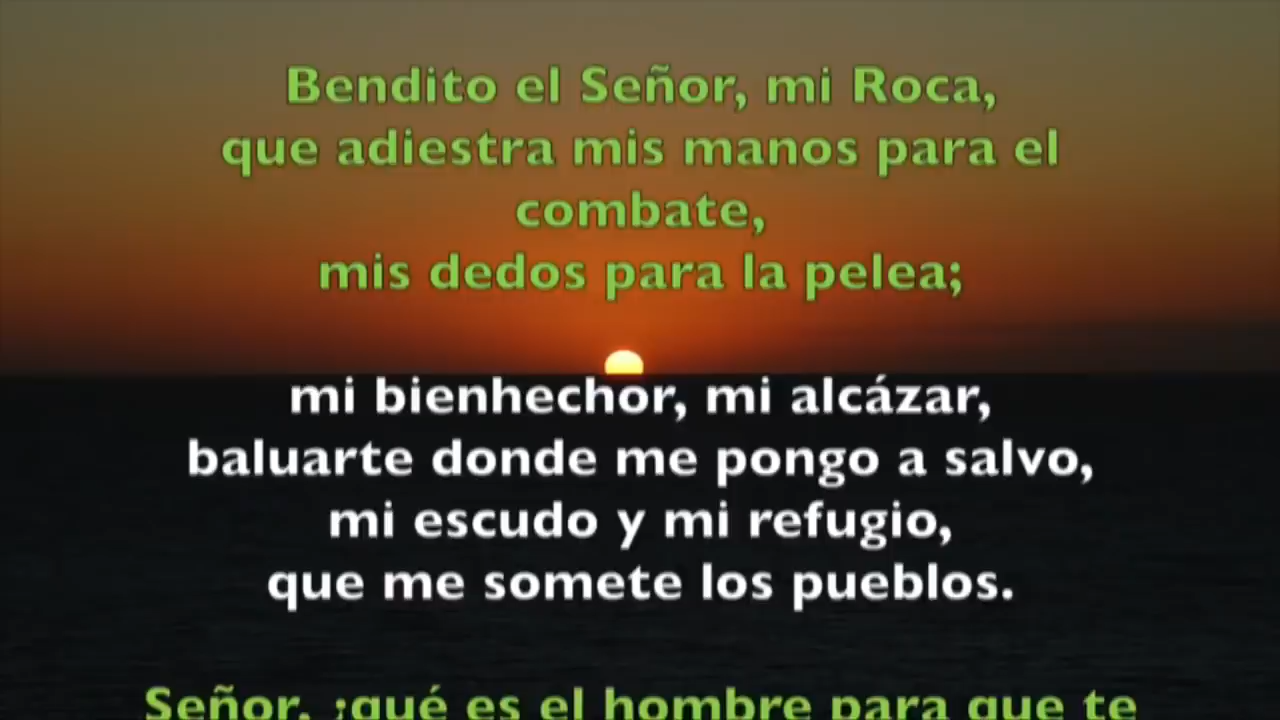 Bendito el Señor, mi Roca,
que adiestra mis manos para el
combate,
mis dedos para la pelea;
mi bienhechor, mi alcázar,
baluarte donde me pongo a salvo,
mi escudo y mi refugio,
que me somete los pueblos.
Señor, ¿qué es el hombre para que te